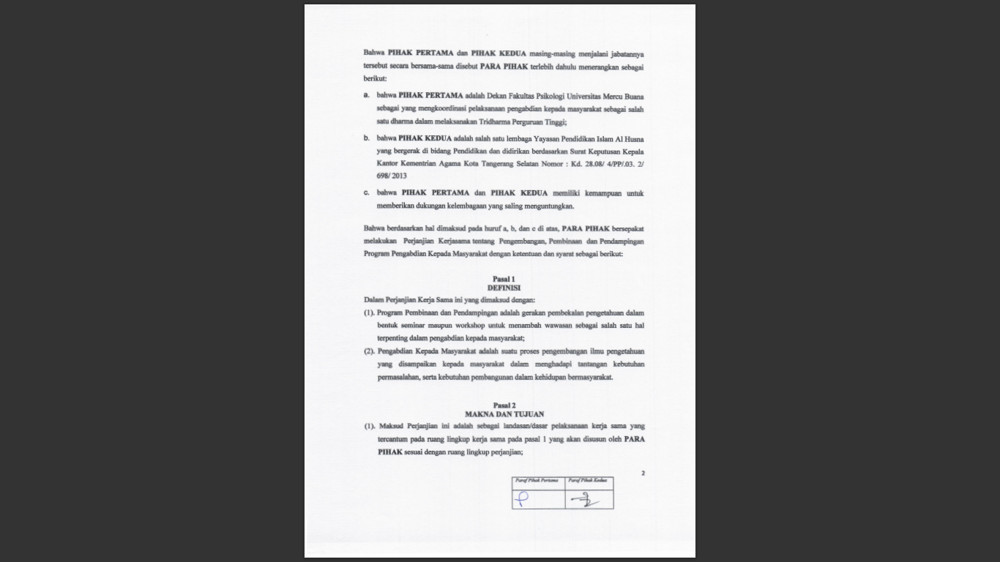 Bahwa PIHAK PERTAMA dan PIHAK KEDUA masing-masing menjalani jabatannya
tersebut secara bersama-sama disebut PARA PIHAK terlebih dahulu menerangkan sebagai
berikut:
a. bahwa PIHAK PERTAMA adalah Dekan Fakultas Psikologi Universitas Mercu Buana
sebagai yang mengkoordinasi pelaksanaan pengabdian kepada masyarakat sebagai salah
satu dharma dalam melaksanakan Tridharma Perguruan Tinggi;
b. bahwa PIHAK KEDUA adalah salah satu lembaga Yayasan Pendidikan Islam Al Husna
yang bergerak di bidang Pendidikan dan didirikan berdasarkan Surat Keputusan Kepala
Kantor Kementrian Agama Kota Tangerang Selatan Nomor : Kd. 28.08/ 4/PP/.03. 2/
698/ 2013
c. bahwa PIHAK PERTAMA dan PIHAK KEDUA memiliki kemampuan untuk
memberikan dukungan kelembagaan yang saling menguntungkan.
Bahwa berdasarkan hal dimaksud pada huruf a, b, dan c di atas, PARA PIHAK bersepakat
melakukan Perjanjian Kerjasama tentang Pengembangan, Pembinaan dan Pendampingan
Program Pengabdian Kepada Masyarakat dengan ketentuan dan syarat sebagai berikut:
Pasal 1
DEFINISI
Dalam Perjanjian Kerja Sama ini yang dimaksud dengan:
(1). Program Pembinaan dan Pendampingan adalah gerakan pembekalan pengetahuan dalam
bentuk seminar maupun workshop untuk menambah wawasan sebagai salah satu hal
terpenting dalam pengabdian kepada masyarakat;
(2). Pengabdian Kepada Masyarakat adalah suatu proses pengembangan ilmu pengetahuan
yang disampaikan kepada masyarakat dalam menghadapi tantangan kebutuhan
permasalahan, serta kebutuhan pembangunan dalam kehidupan bermasyarakat.
Pasal 2
MAKNA DAN TUJUAN
(1). Maksud Perjanjian ini adalah sebagai landasan/dasar pelaksanaan kerja sama yang
tercantum pada ruang lingkup kerja sama pada pasal 1 yang akan disusun oleh PARA
PIHAK sesuai dengan ruang lingkup perjanjian;
2
Paraf Pihak Pertama Paraf Pihak Kedua